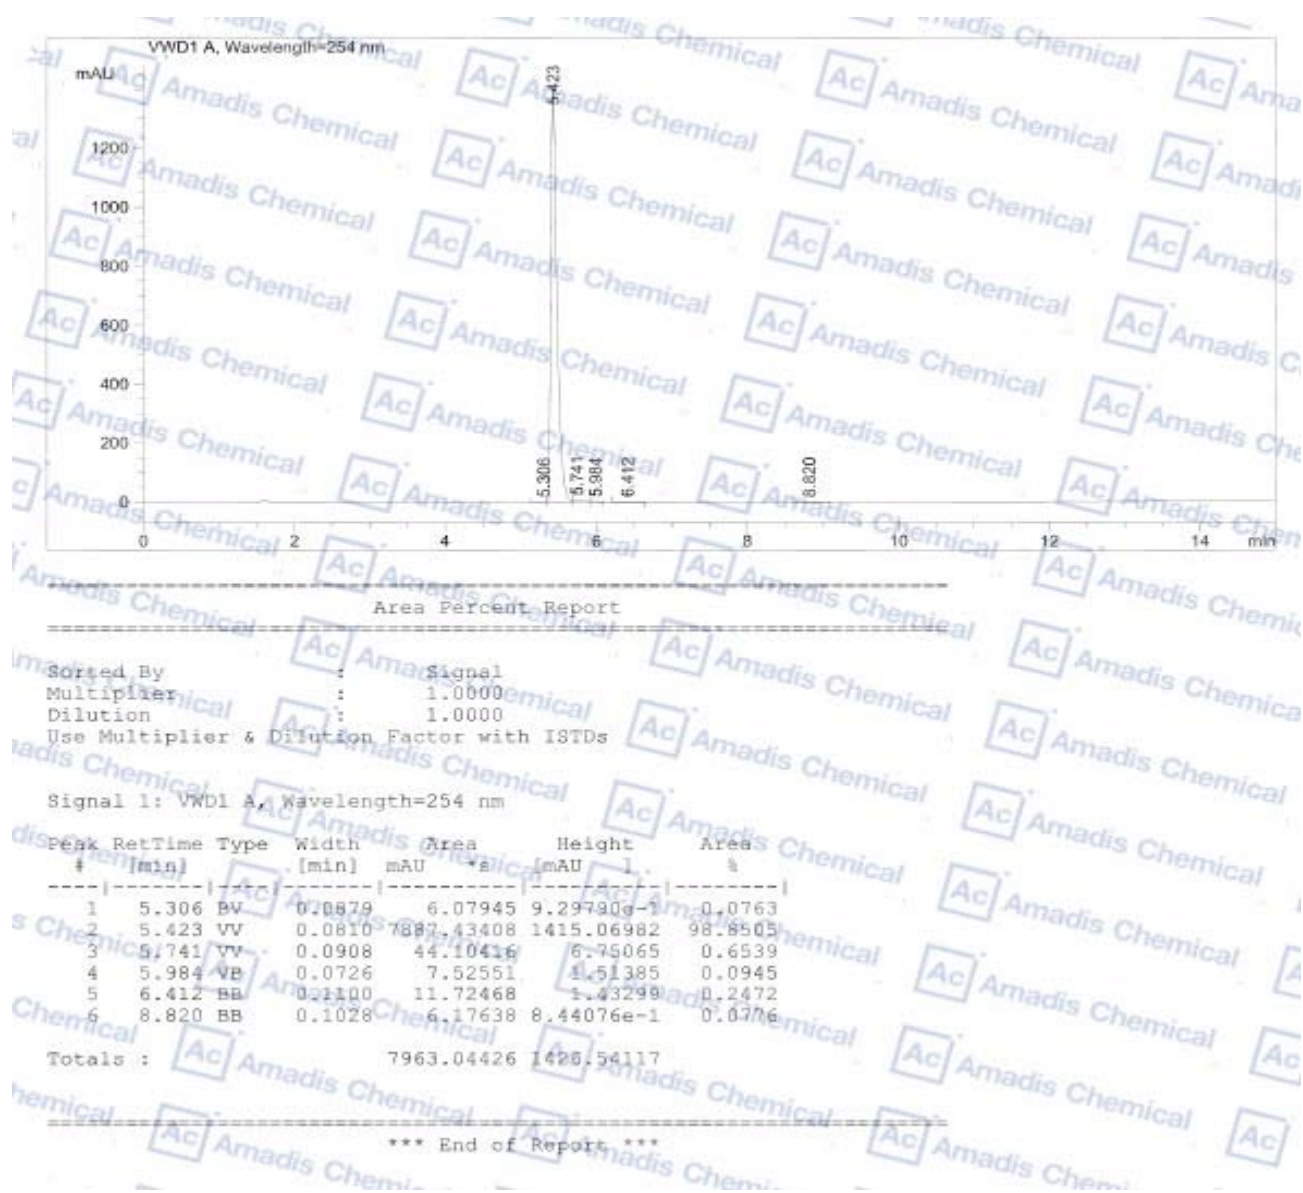 VWD1 A, Wavelength=254 nm
mAU
1200
1000
800
600
400
200
0
5.306
5.423
5.741
5.984
6.412
8.820
0 2 4 6 8 10 12 14 min
Area Percent Report
Sorted By : Signal
Multiplier : 1.0000
Dilution : 1.0000
Use Multiplier & Dilution Factor with ISTDs
Signal 1: VWD1 A, Wavelength=254 nm
Peak RetTime Type Width Area Height Area
# [min] [min] mAU *s [mAU ] %
1 5.306 BV 0.0879 6.07945 9.29790e-1 0.0763
2 5.423 VV 0.0810 7887.43408 1415.06982 98.8505
3 5.741 VV 0.0908 44.10416 6.75065 0.6539
4 5.984 VB 0.0726 7.52551 1.51385 0.0945
5 6.412 BB 0.1100 11.72468 1.43299 0.2472
6 8.820 BB 0.1028 6.17638 8.44076e-1 0.0776
Totals : 7963.04426 1426.54117
*** End of Report ***
Ac Amadis Chemical